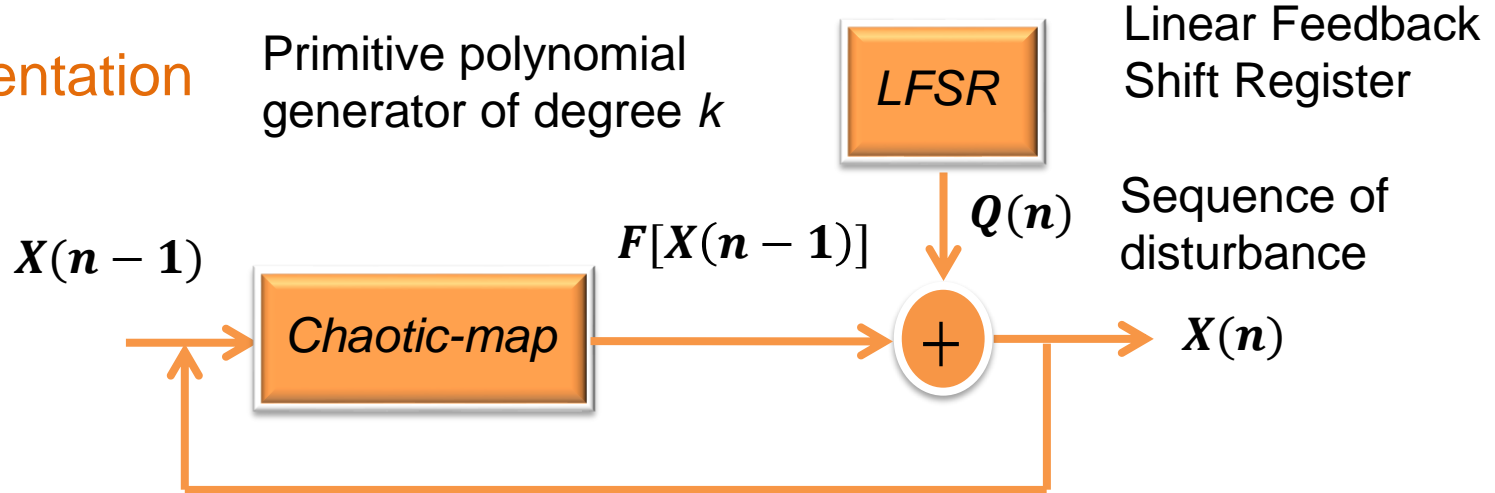 entation
Primitive polynomial
generator of degree k
LFSR
Linear Feedback
Shift Register
Q(n)
Sequence of
disturbance
X(n − 1)
F[X(n − 1)]
Chaotic-map
+
X(n)